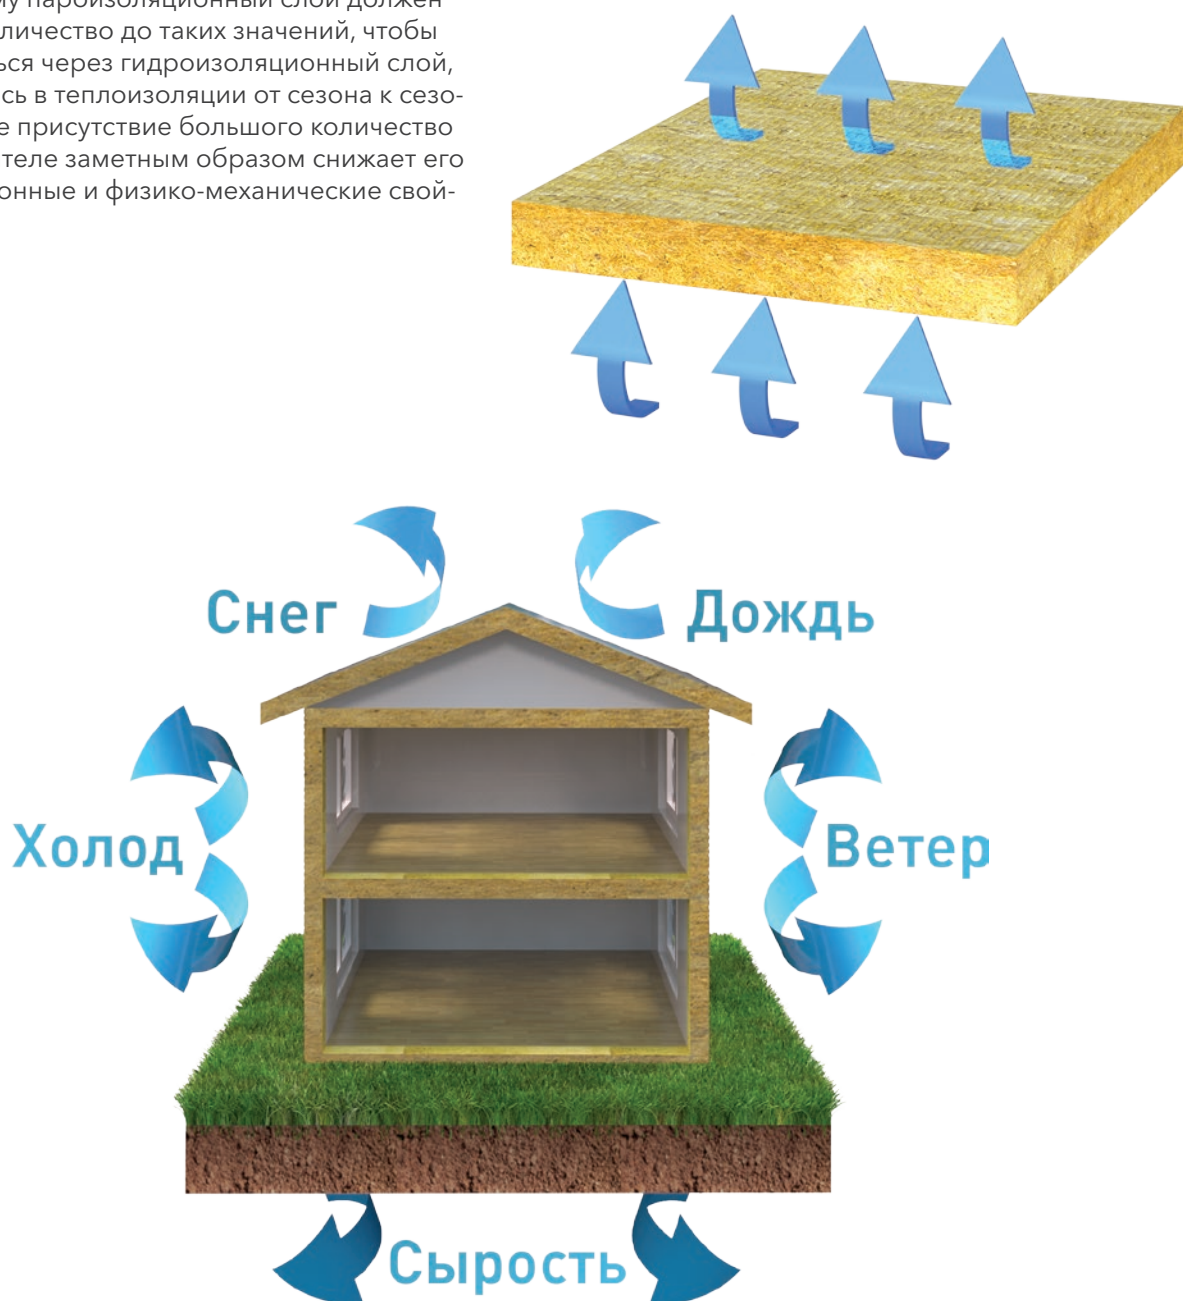 му пароизоляционный слой должен
личество до таких значений, чтобы
ься через гидроизоляционный слой,
сь в теплоизоляции от сезона к сезо-
е присутствие большого количество
теле заметным образом снижает его
онные и физико-механические свой-
Снег Дождь
Холод Ветер
Сырость